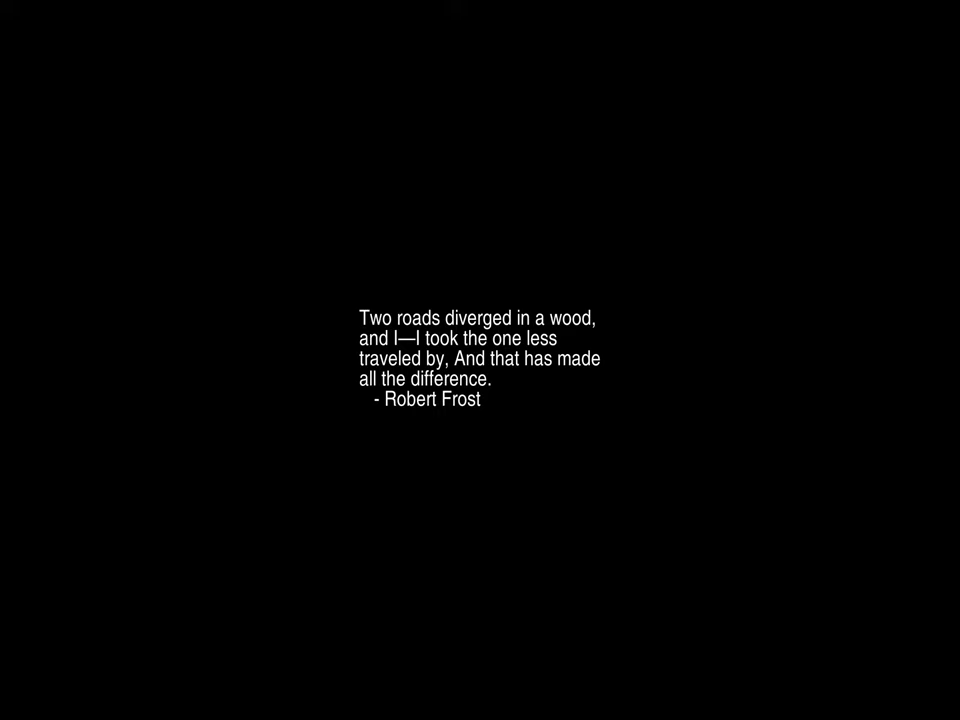 Two roads diverged in a wood,
and I—I took the one less
traveled by, And that has made
all the difference.
- Robert Frost